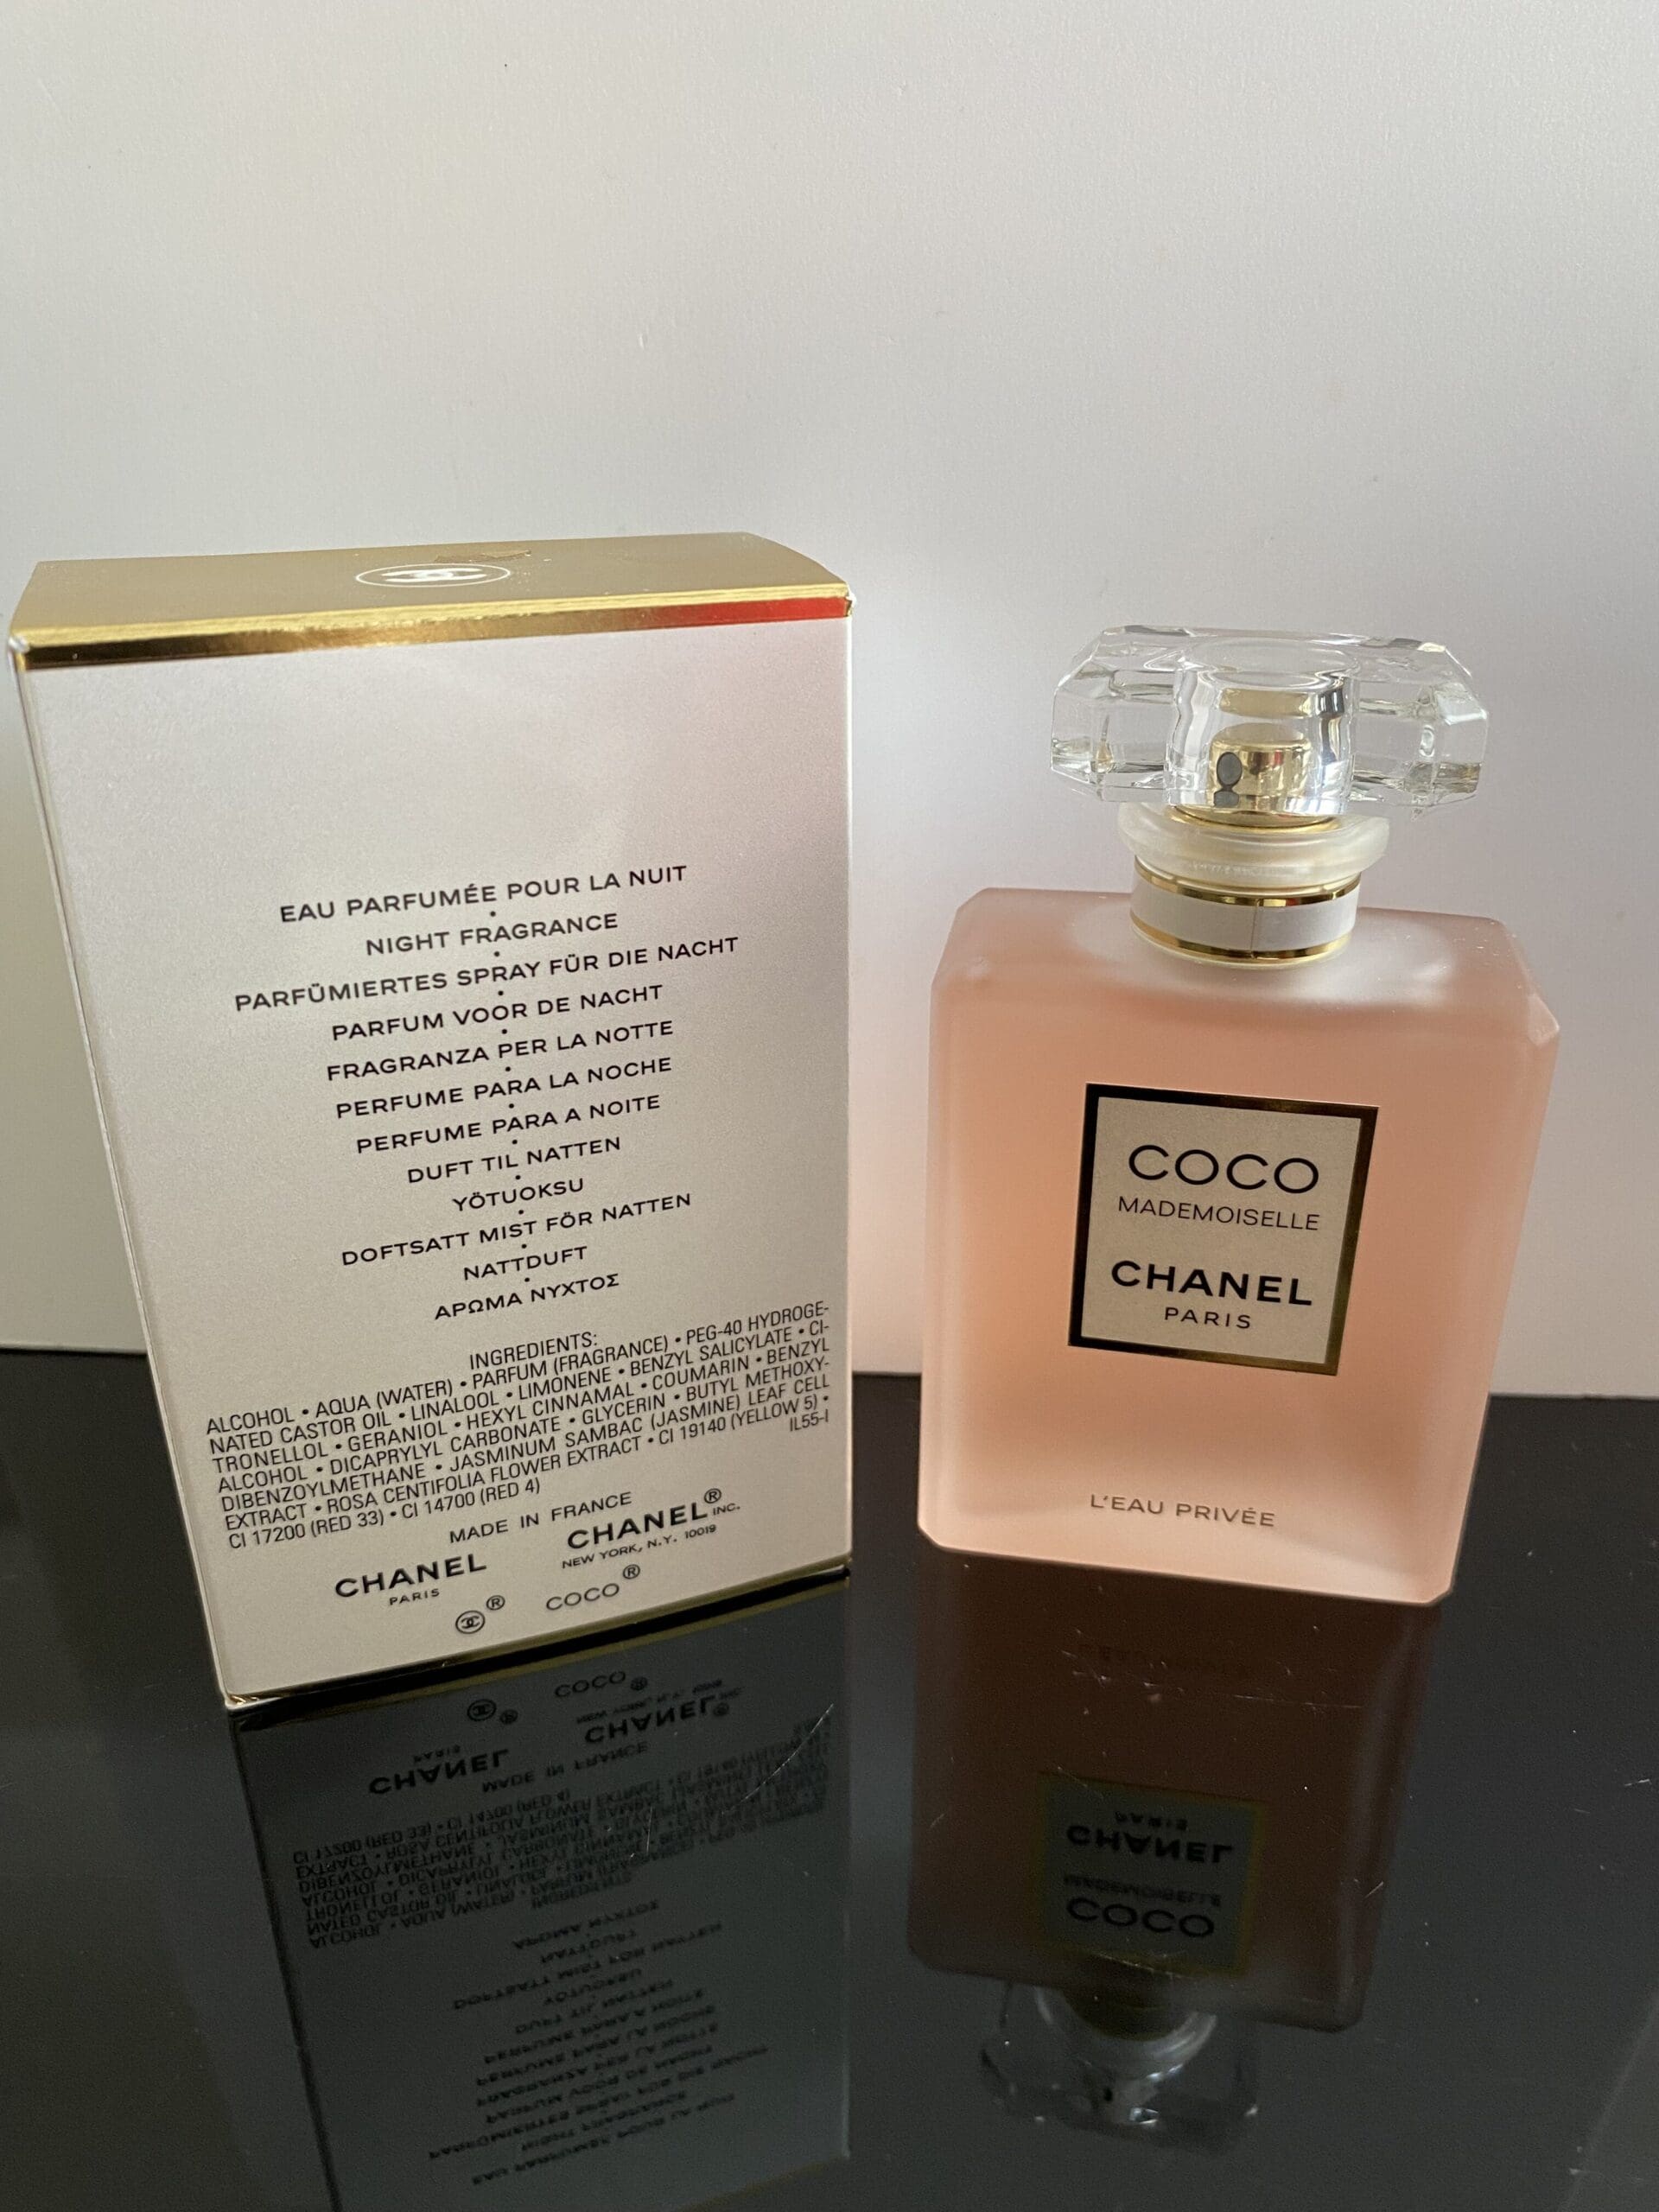 EAU PARFUMÉE POUR LA NUIT
•
NIGHT FRAGRANCE
•
PARFÜMIERTES SPRAY FÜR DIE NACHT
•
PARFUM VOOR DE NACHT
•
FRAGRANZA PER LA NOTTE
•
PERFUME PARA LA NOCHE
•
PERFUME PARA A NOITE
•
DUFT TIL NATTEN
•
YÖTUOKSU
•
DOFTSATT MIST FÖR NATTEN
•
NATTDUFT
•
ΑΡΩΜΑ ΝΥΧΤΟΣ
INGREDIENTS:
ALCOHOL • AQUA (WATER) • PARFUM (FRAGRANCE) • PEG-40 HYDROGE-
NATED CASTOR OIL • LINALOOL • LIMONENE • BENZYL SALICYLATE • CI-
TRONELLOL • GERANIOL • HEXYL CINNAMAL • COUMARIN • BENZYL
ALCOHOL • DICAPRYLYL CARBONATE • GLYCERIN • BUTYL METHOXY-
DIBENZOYLMETHANE • JASMINUM SAMBAC (JASMINE) LEAF CELL
EXTRACT • ROSA CENTIFOLIA FLOWER EXTRACT • CI 19140 (YELLOW 5) •
CI 17200 (RED 33) • CI 14700 (RED 4) IL55-I
MADE IN FRANCE
CHANEL
PARIS
CHANEL® INC.
NEW YORK, N.Y. 10019
® COCO®
COCO
MADEMOISELLE
CHANEL
PARIS
L'EAU PRIVÉE